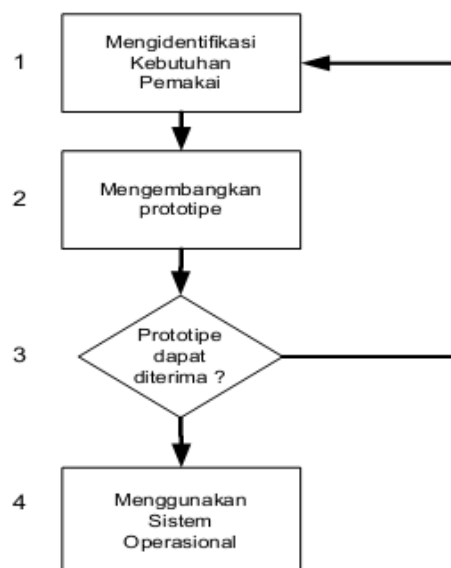 1
Mengidentifikasi
Kebutuhan
Pemakai
2
Mengembangkan
prototipe
3
Prototipe
dapat
diterima ?
4
Menggunakan
Sistem
Operasional